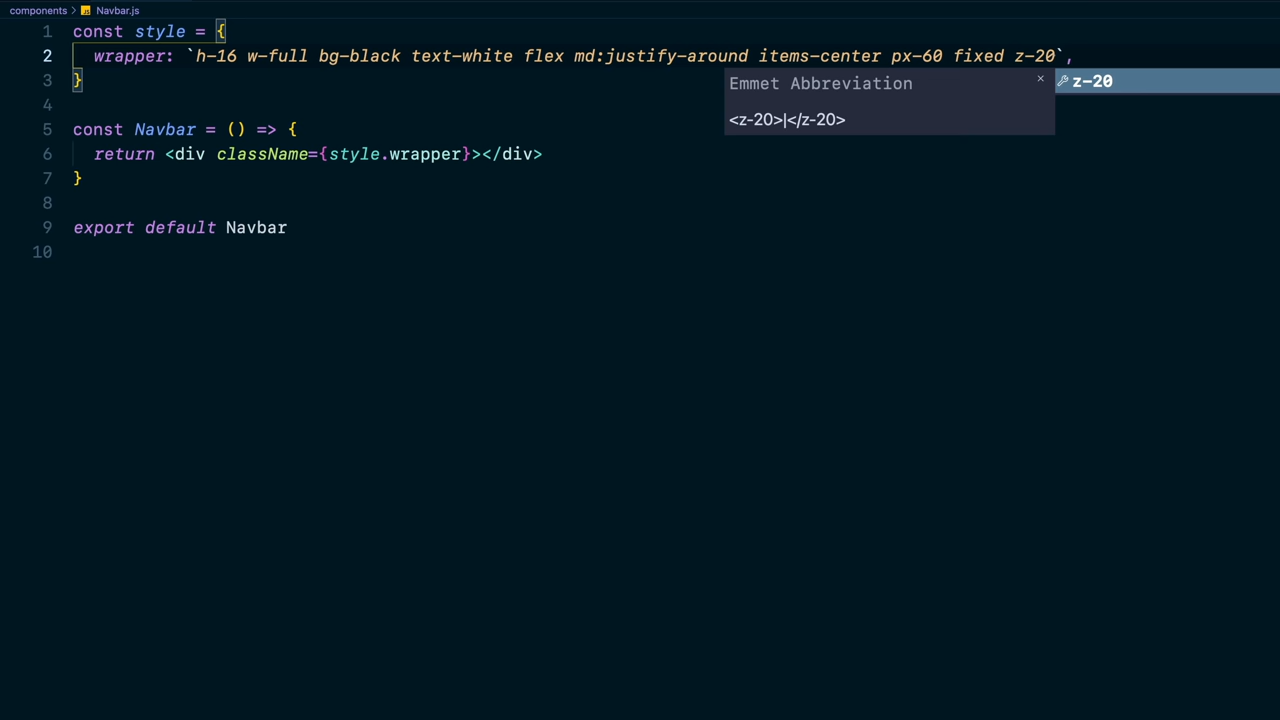 components > JS Navbar.js
1 const style = {
2 wrapper: `h-16 w-full bg-black text-white flex md:justify-around items-center px-60 fixed z-20`,
3 }
Emmet Abbreviation × z-20
<z-20>|</z-20>
4
5 const Navbar = () => {
6 return <div className={style.wrapper}></div>
7 }
8
9 export default Navbar
10